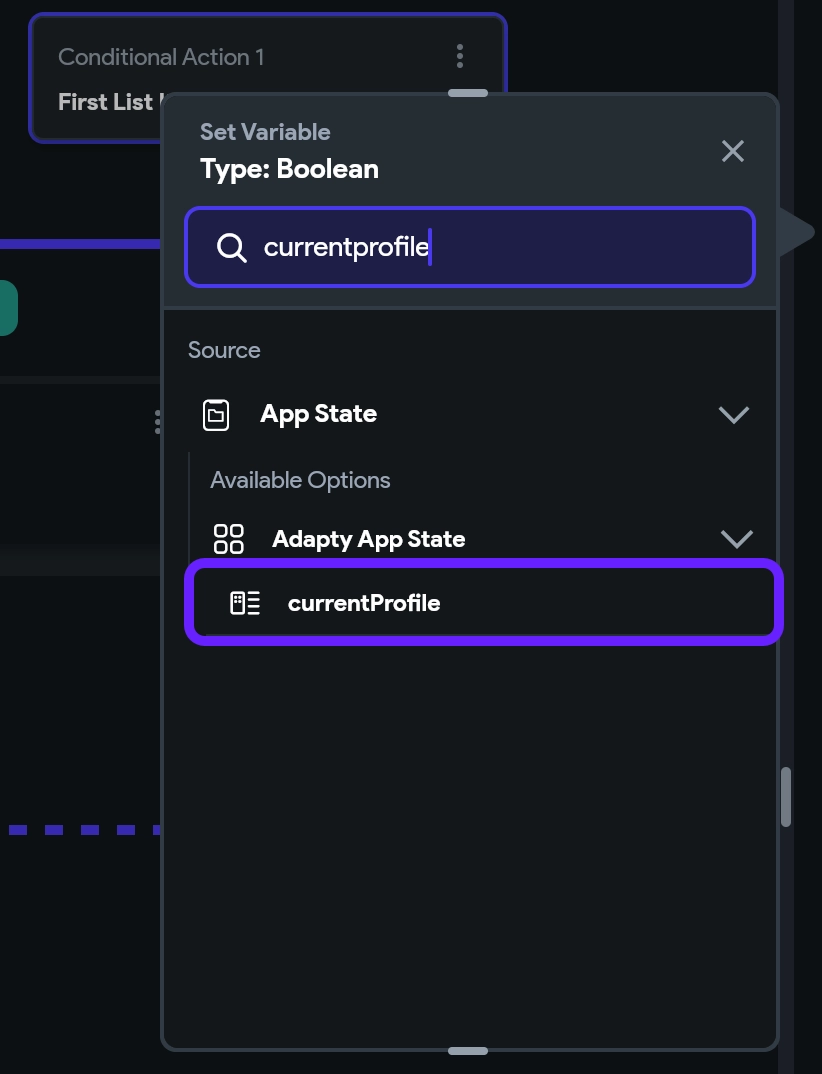 Conditional Action 1
First List
Set Variable
Type: Boolean
currentprofile
Source
App State
Available Options
Adapty App State
currentProfile